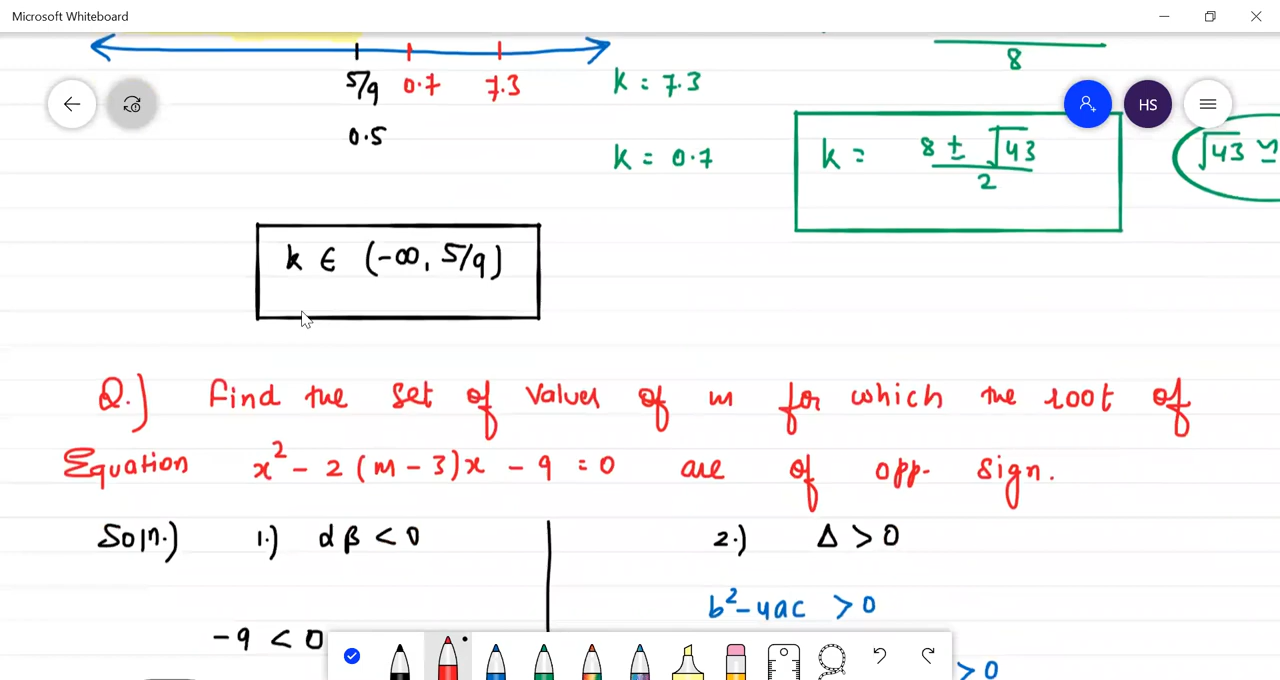 Microsoft Whiteboard
8
5/9 0.7 7.3
k = 7.3
0.5
k = 0.7
k = 8 ± √43 / 2
√43 ≃
HS
k ∈ (-∞, 5/9)
Q.) Find the set of values of m for which the root of
Equation x² - 2(m - 3)x - 9 = 0 are of opp. sign.
Soln.) 1.) αβ < 0
2.) Δ > 0
b² - 4ac > 0
-9 < 0
> 0